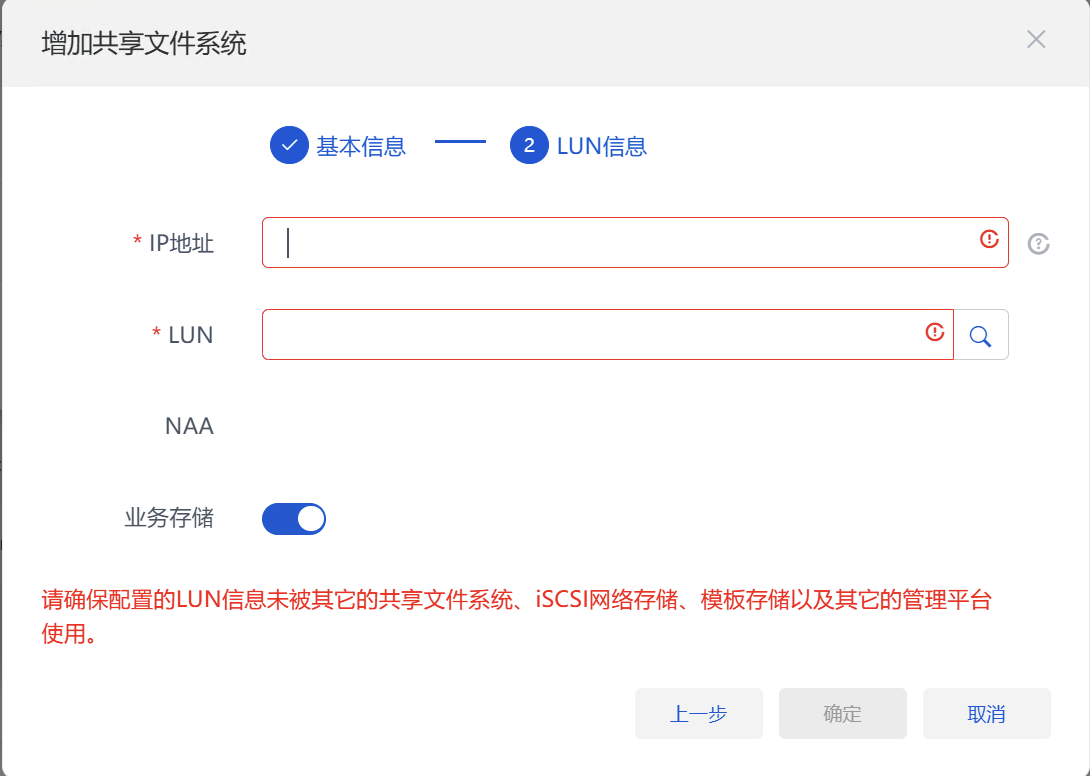 增加共享文件系统
基本信息 2 LUN信息
* IP地址
* LUN
NAA
业务存储
请确保配置的LUN信息未被其它的共享文件系统、iSCSI网络存储、模板存储以及其它的管理平台
使用。
上一步 确定 取消